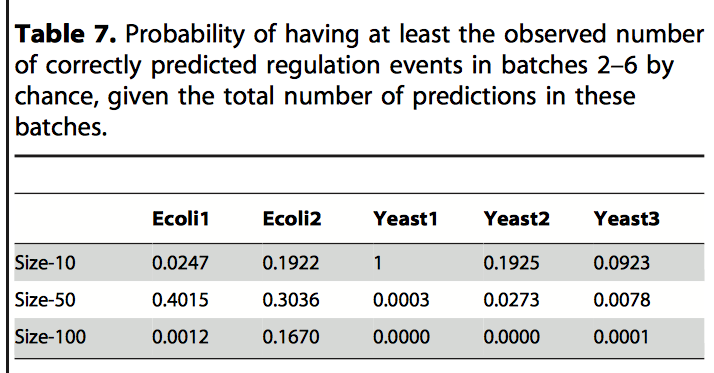 Table 7. Probability of having at least the observed number
of correctly predicted regulation events in batches 2–6 by
chance, given the total number of predictions in these
batches.
Ecoli1 Ecoli2 Yeast1 Yeast2 Yeast3
Size-10 0.0247 0.1922 1 0.1925 0.0923
Size-50 0.4015 0.3036 0.0003 0.0273 0.0078
Size-100 0.0012 0.1670 0.0000 0.0000 0.0001